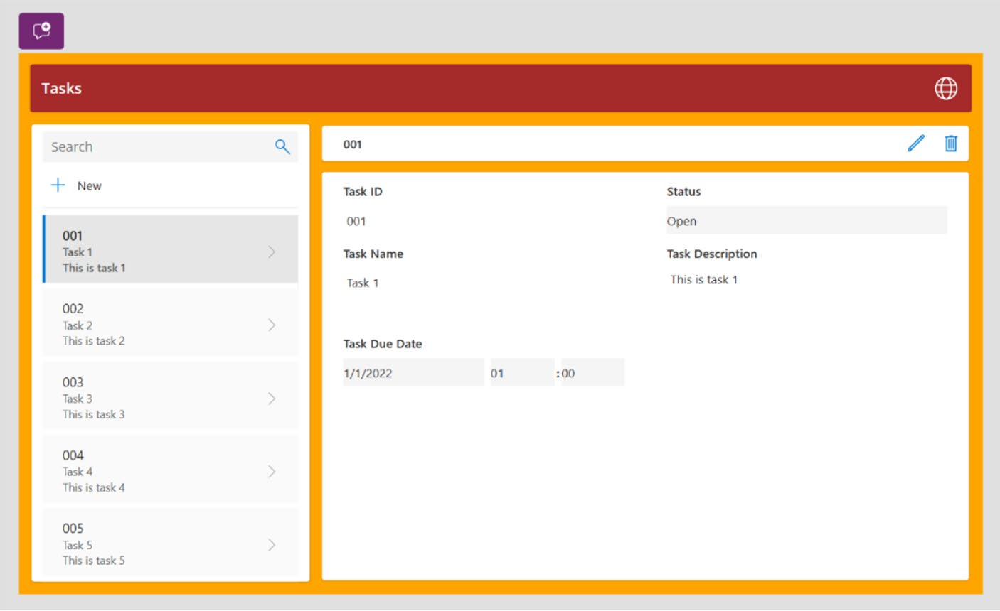 Tasks
Search
New
001
Task 1
This is task 1
002
Task 2
This is task 2
003
Task 3
This is task 3
004
Task 4
This is task 4
005
Task 5
This is task 5
001
Task ID
Status
001
Open
Task Name
Task Description
Task 1
This is task 1
Task Due Date
1/1/2022 01 :00